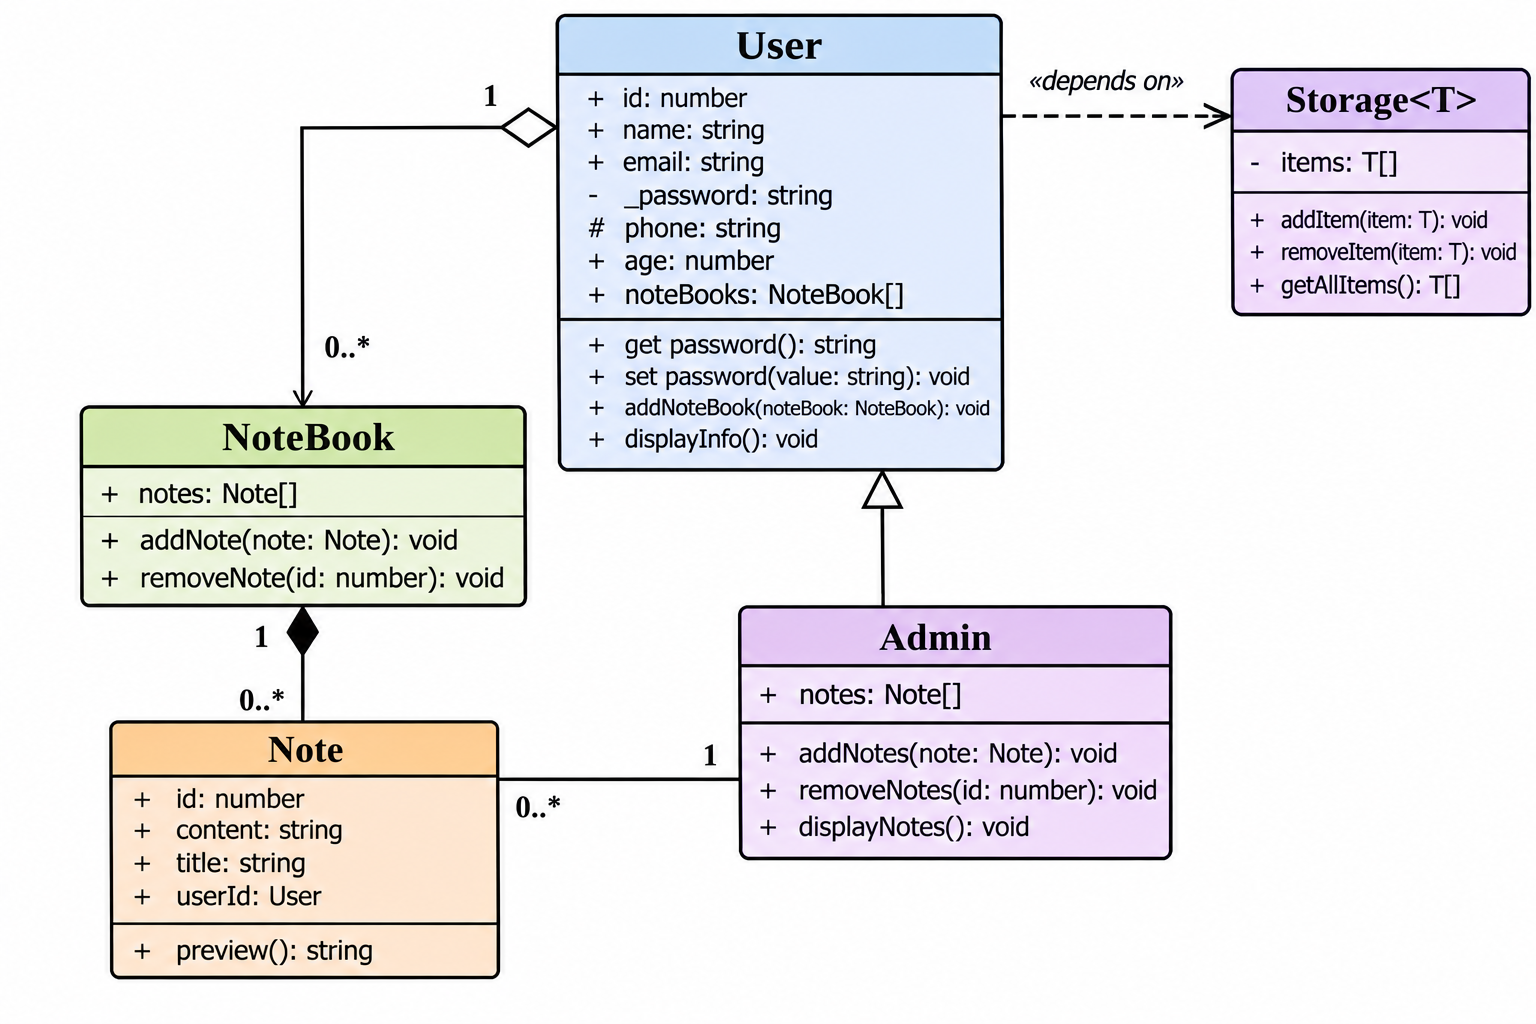 User
+ id: number
+ name: string
+ email: string
- _password: string
# phone: string
+ age: number
+ noteBooks: NoteBook[]
+ get password(): string
+ set password(value: string): void
+ addNoteBook(noteBook: NoteBook): void
+ displayInfo(): void
«depends on»
Storage<T>
- items: T[]
+ addItem(item: T): void
+ removeItem(item: T): void
+ getAllItems(): T[]
1
0..*
NoteBook
+ notes: Note[]
+ addNote(note: Note): void
+ removeNote(id: number): void
1
0..*
Note
+ id: number
+ content: string
+ title: string
+ userId: User
+ preview(): string
0..*
1
Admin
+ notes: Note[]
+ addNotes(note: Note): void
+ removeNotes(id: number): void
+ displayNotes(): void